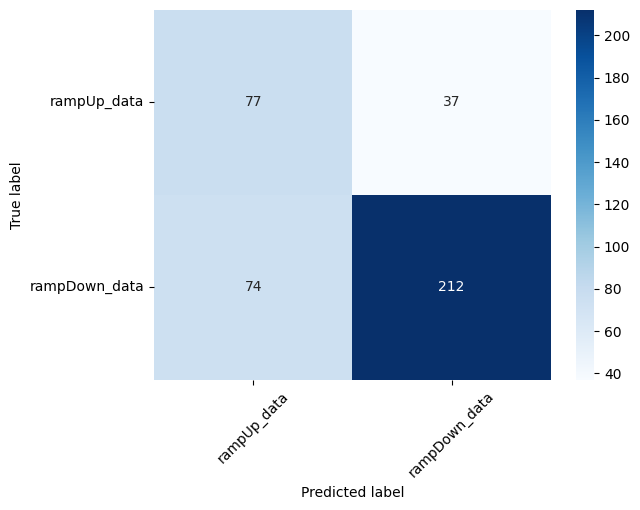 rampUp_data
77
37
rampDown_data
74
212
True label
rampUp_data
rampDown_data
Predicted label
200
180
160
140
120
100
80
60
40